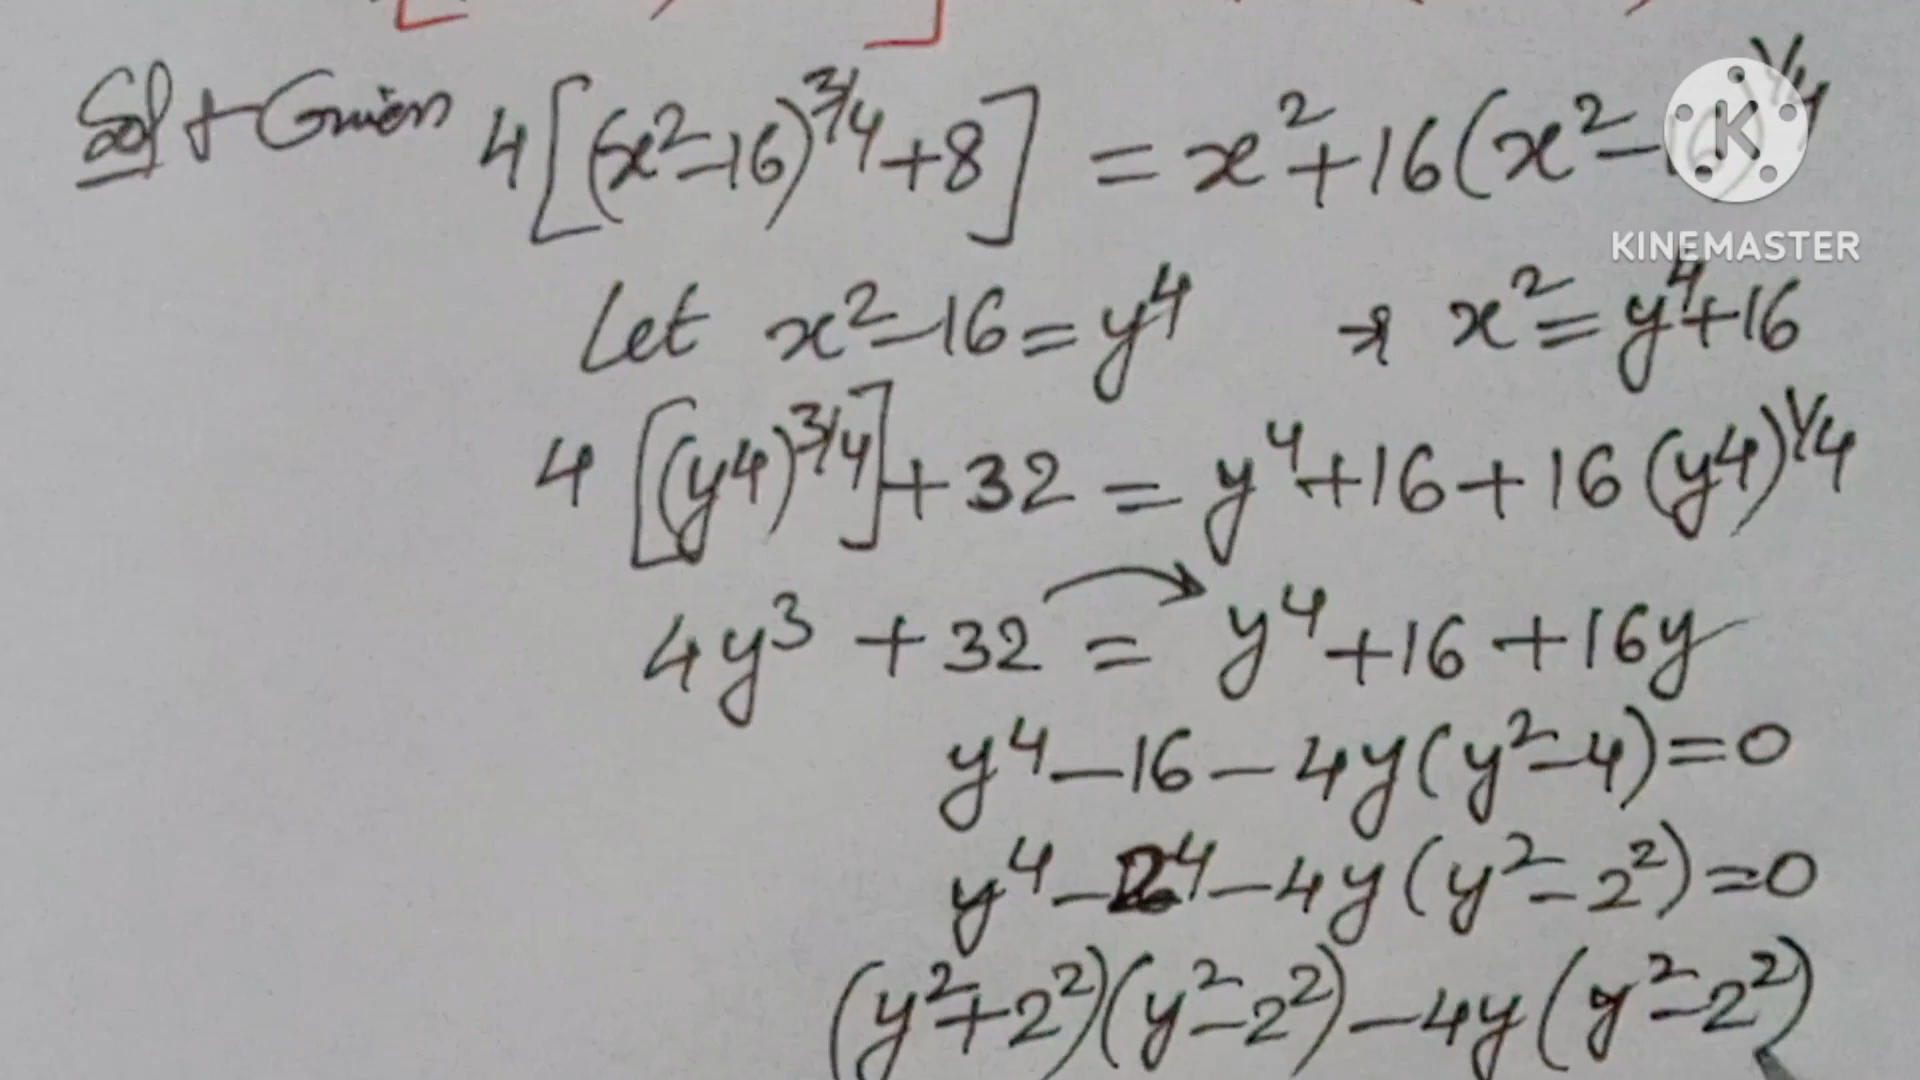 Sol → Given 4[(x²-16)^3/4+8] = x²+16(x²-
K
KINEMASTER
Let x²-16=y⁴ → x²=y⁴+16
4[(y4)^3/4]+32=y⁴+16+16(y4)^1/4
4y³+32=y⁴+16+16y
y⁴-16-4y(y²-4)=0
y⁴-2⁴-4y(y²-2²)=0
(y²+2²)(y²-2²)-4y(y²-2²)